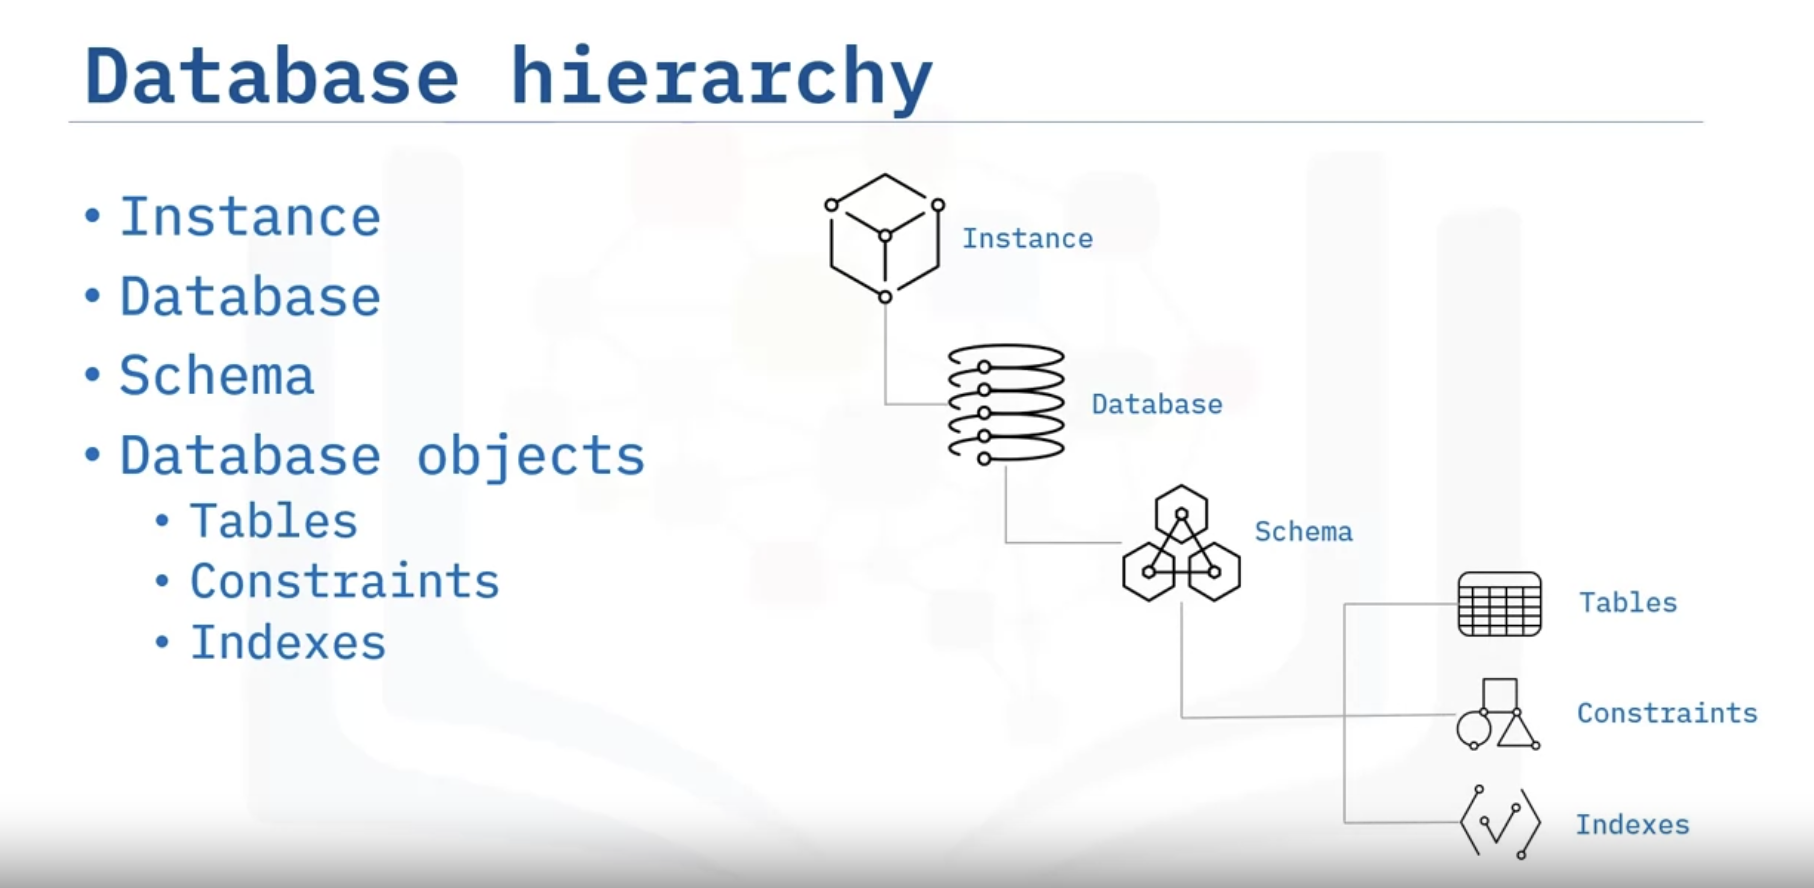 Database hierarchy
• Instance
• Database
• Schema
• Database objects
• Tables
• Constraints
• Indexes
Instance
Database
Schema
Tables
Constraints
Indexes